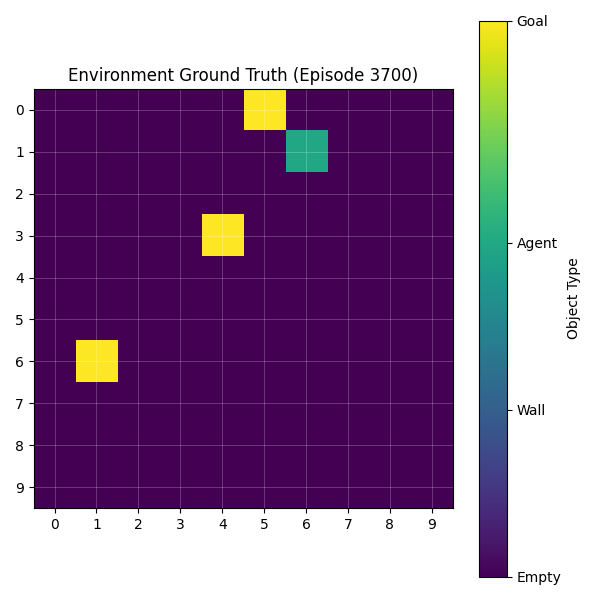 Environment Ground Truth (Episode 3700)
0
1
2
3
4
5
6
7
8
9
0 1 2 3 4 5 6 7 8 9
Goal
Agent
Wall
Empty
Object Type